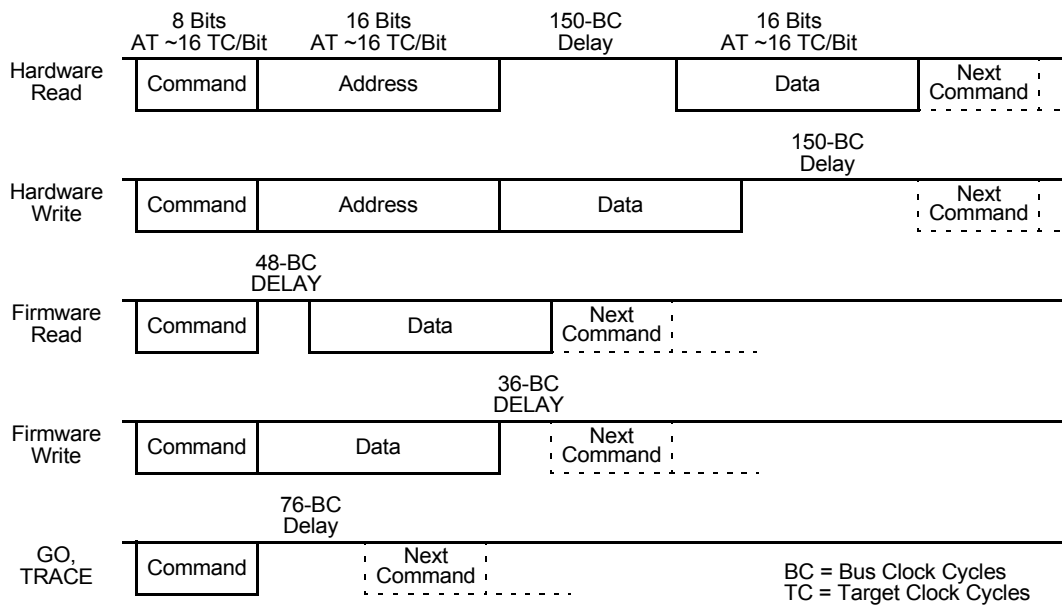 8 Bits
AT ~16 TC/Bit
16 Bits
AT ~16 TC/Bit
150-BC
Delay
16 Bits
AT ~16 TC/Bit
Hardware
Read
Command
Address
Data
Next
Command
150-BC
Delay
Hardware
Write
Command
Address
Data
Next
Command
48-BC
DELAY
Firmware
Read
Command
Data
Next
Command
36-BC
DELAY
Firmware
Write
Command
Data
Next
Command
76-BC
Delay
GO,
TRACE
Command
Next
Command
BC = Bus Clock Cycles
TC = Target Clock Cycles